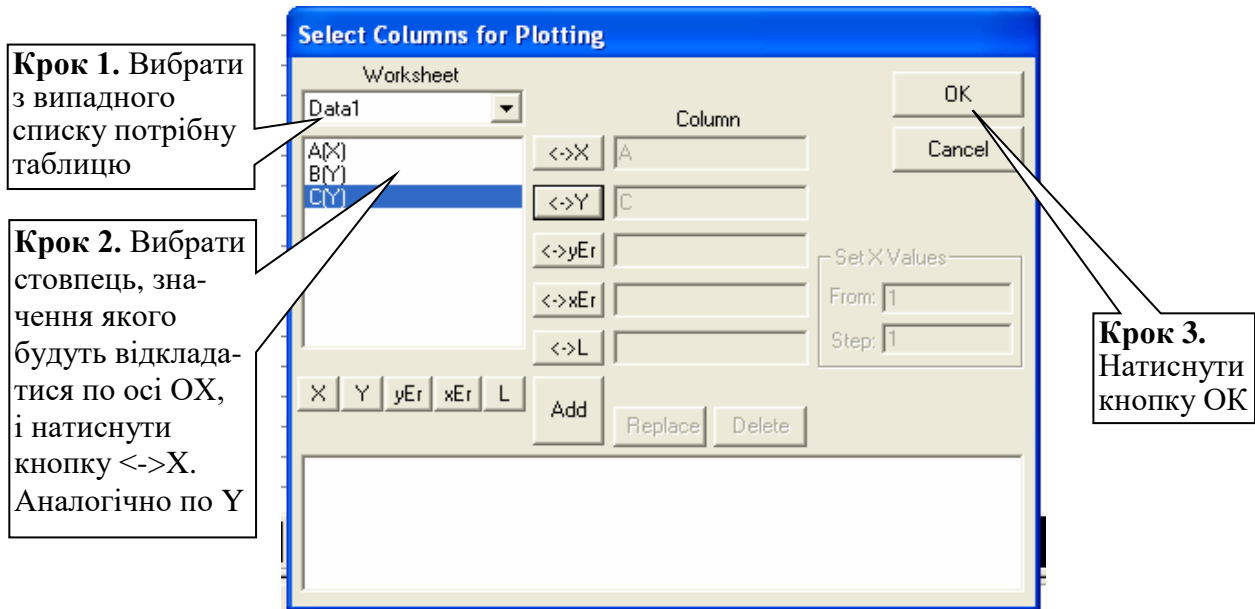 Select Columns for Plotting
Крок 1. Вибрати
з випадного
списку потрібну
таблицю
Крок 2. Вибрати
стовпець, зна-
чення якого
будуть відклада-
тися по осі OX,
і натиснути
кнопку <->X.
Аналогічно по Y
Worksheet
Data1
A(X)
B(Y)
C(Y)
X Y yEr xEr L
Column
<->X A
<->Y C
<->yEr
<->xEr
<->L
Add Replace Delete
OK
Cancel
Set X Values
From: 1
Step: 1
Крок 3.
Натиснути
кнопку ОК